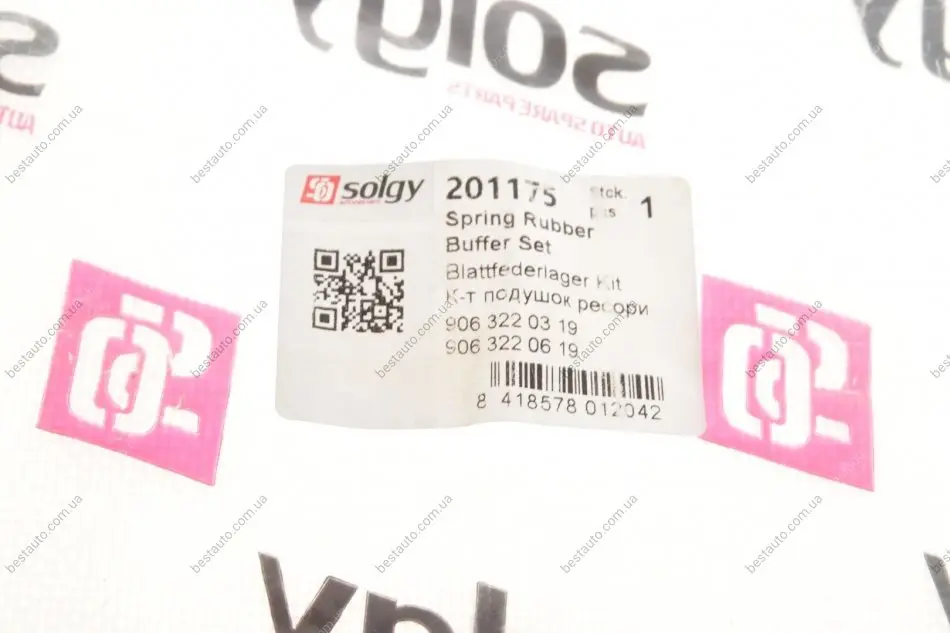 solgy
AUTO SPARE PARTS
solgy
201175
Stck.
pcs
1
Spring Rubber
Buffer Set
Blattfederlager Kit
К-т подушок ресори
906 322 03 19
906 322 06 19
8 418578 012042
bestauto.com.ua